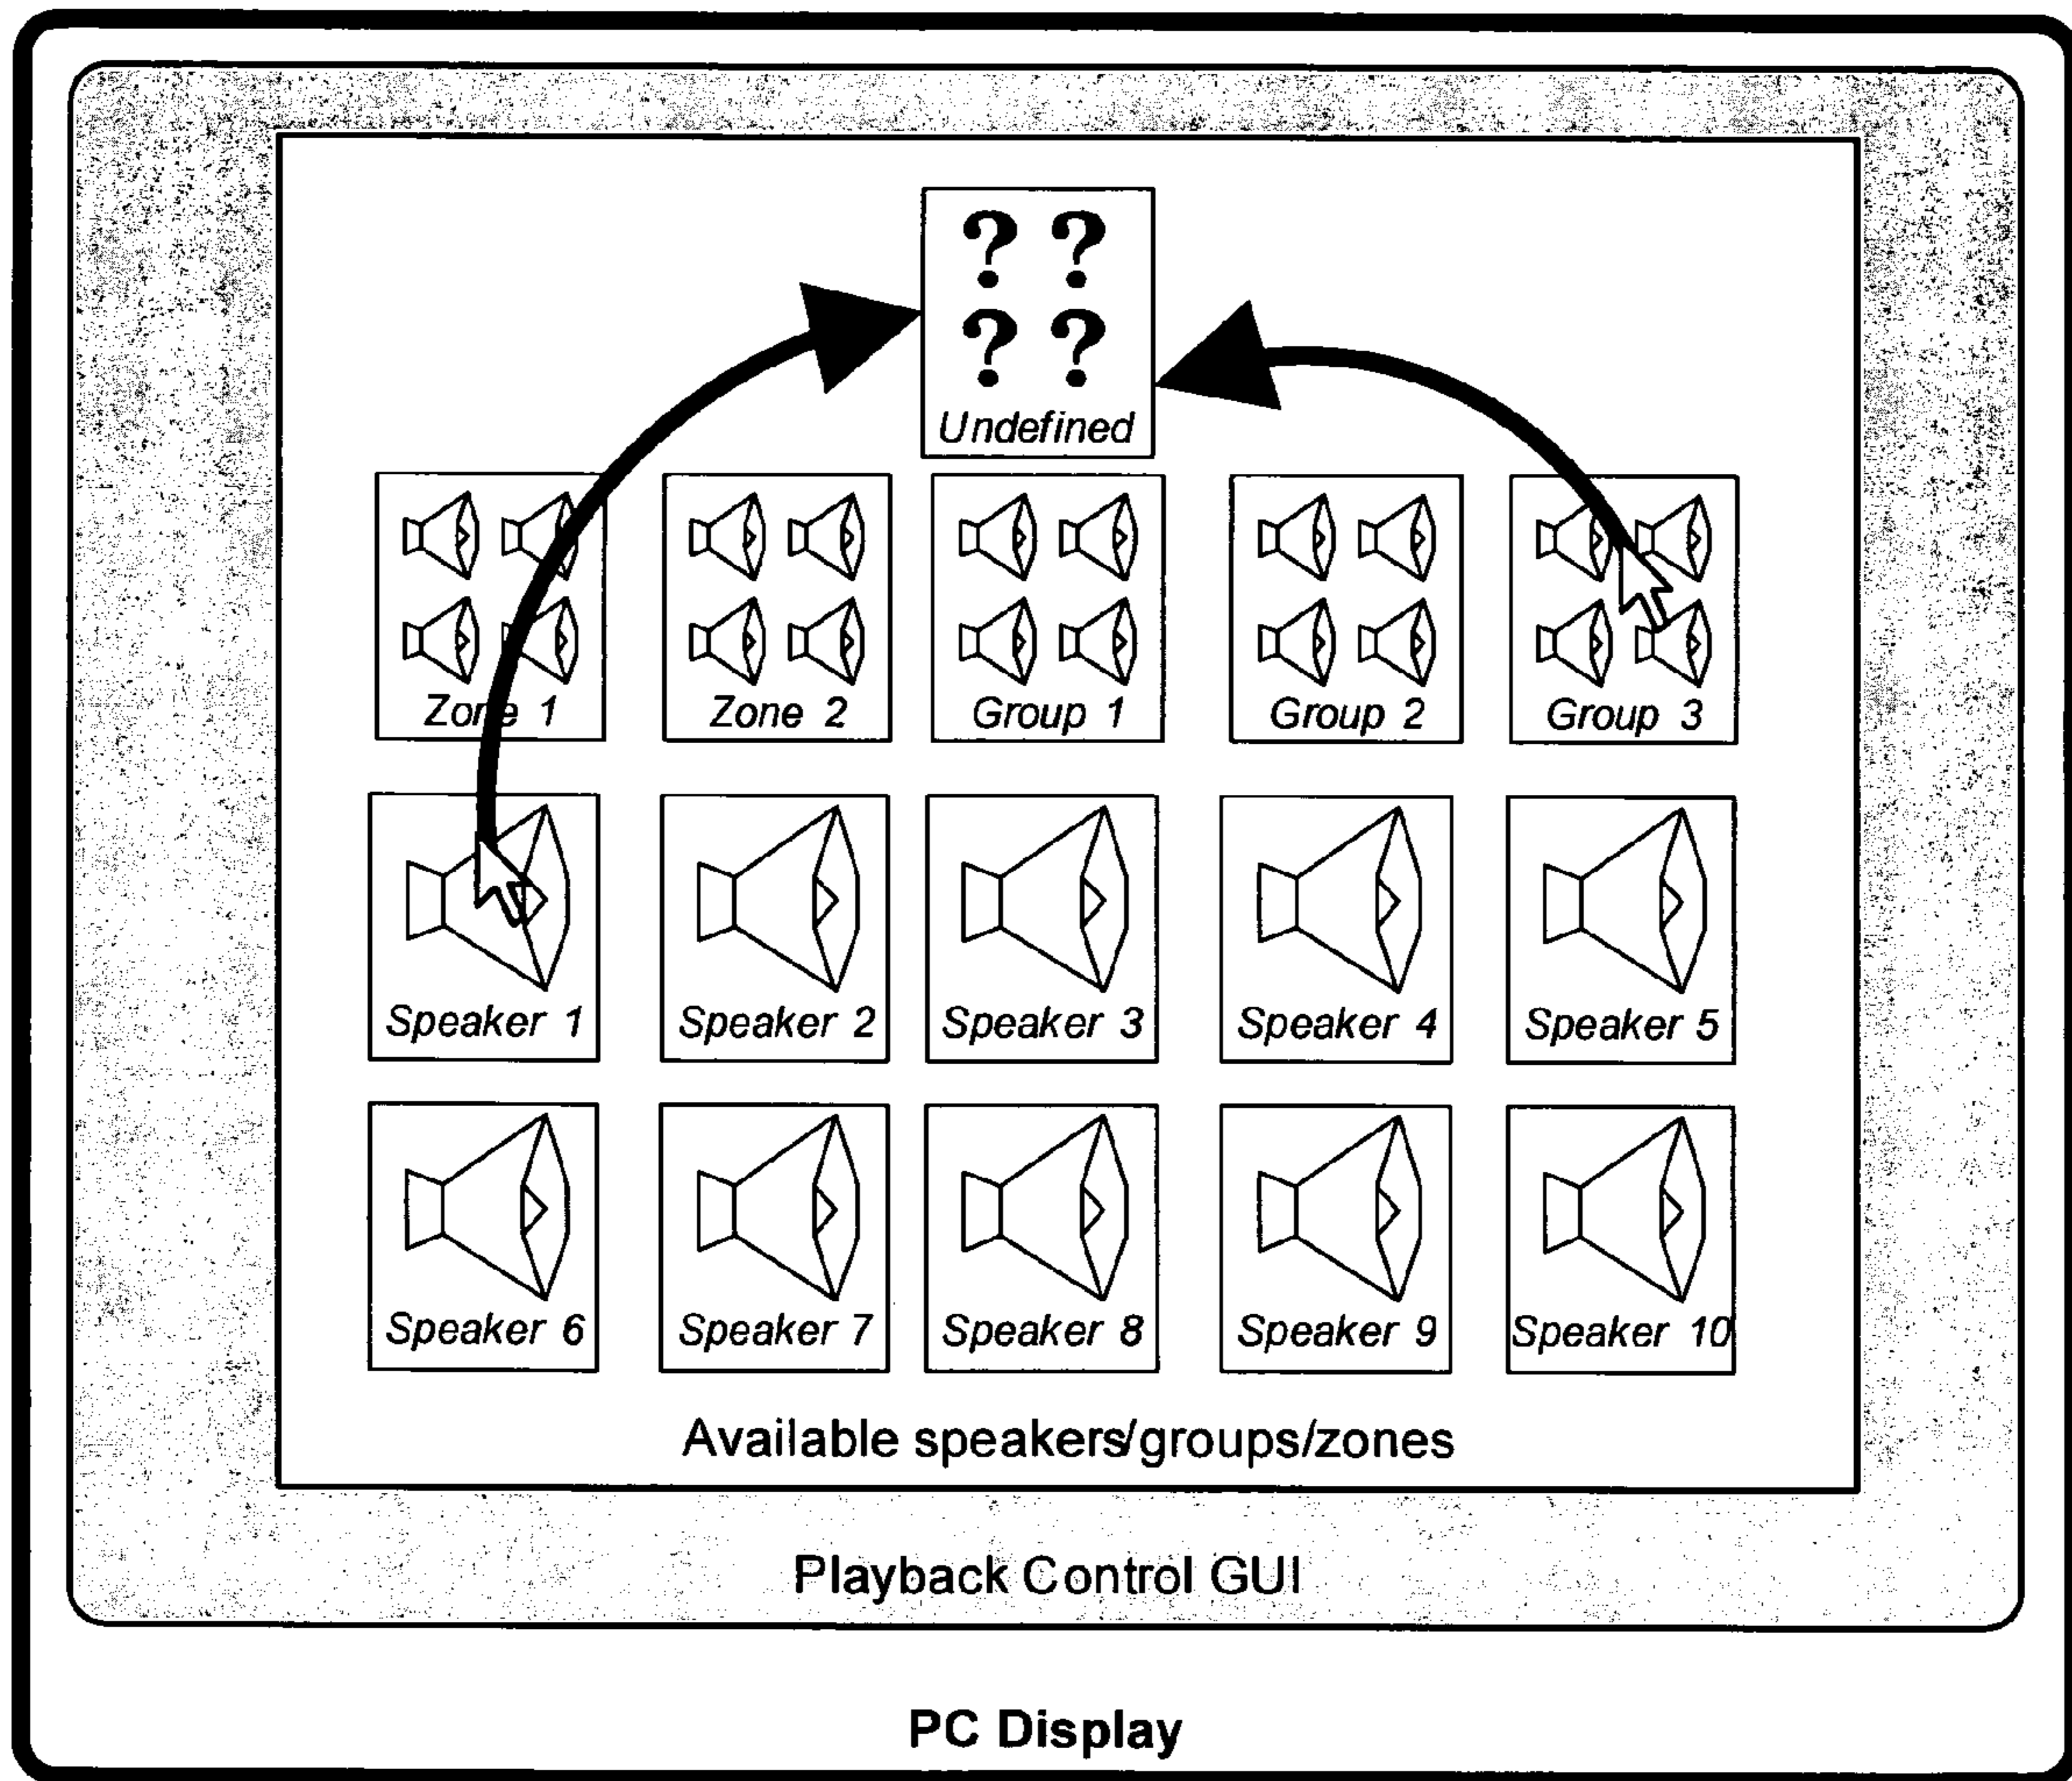 ? ?
? ?
Undefined
Zone 1 Zone 2 Group 1 Group 2 Group 3
Speaker 1 Speaker 2 Speaker 3 Speaker 4 Speaker 5
Speaker 6 Speaker 7 Speaker 8 Speaker 9 Speaker 10
Available speakers/groups/zones
Playback Control GUI
PC Display